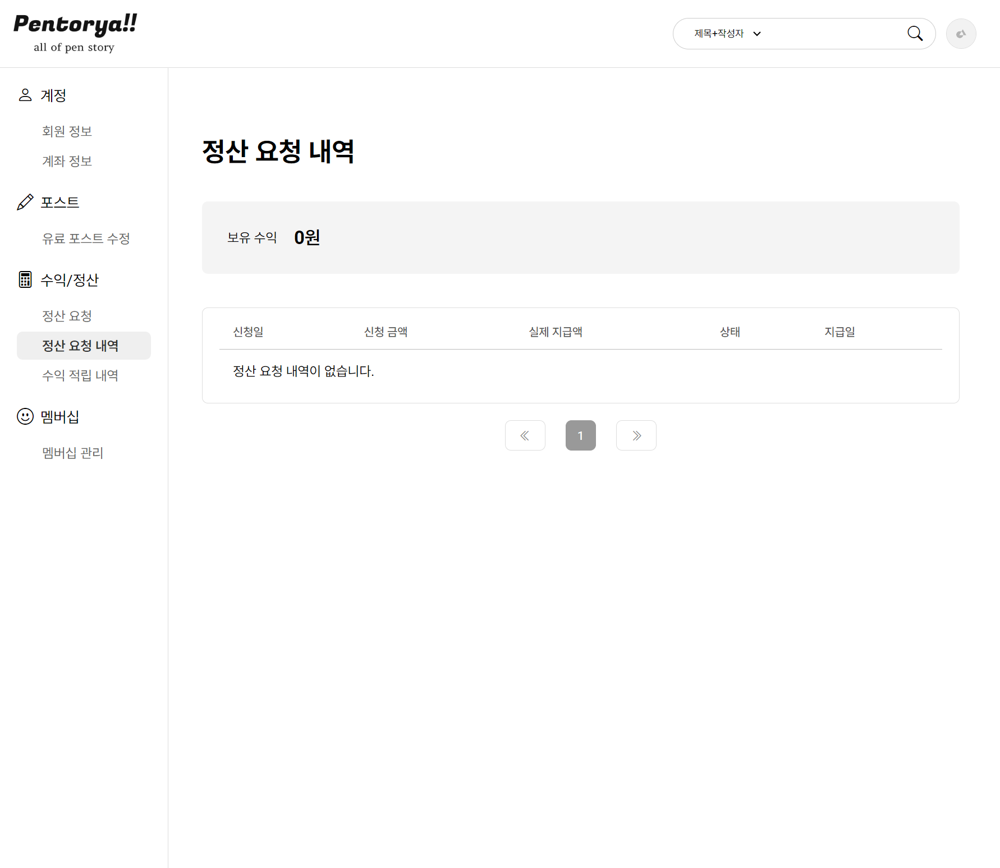 Pentorya!!
all of pen story
제목+작성자
계정
회원 정보
계좌 정보
포스트
유료 포스트 수정
수익/정산
정산 요청
정산 요청 내역
수익 적립 내역
멤버십
멤버십 관리
정산 요청 내역
보유 수익 0원
신청일 신청 금액 실제 지급액 상태 지급일
정산 요청 내역이 없습니다.
1